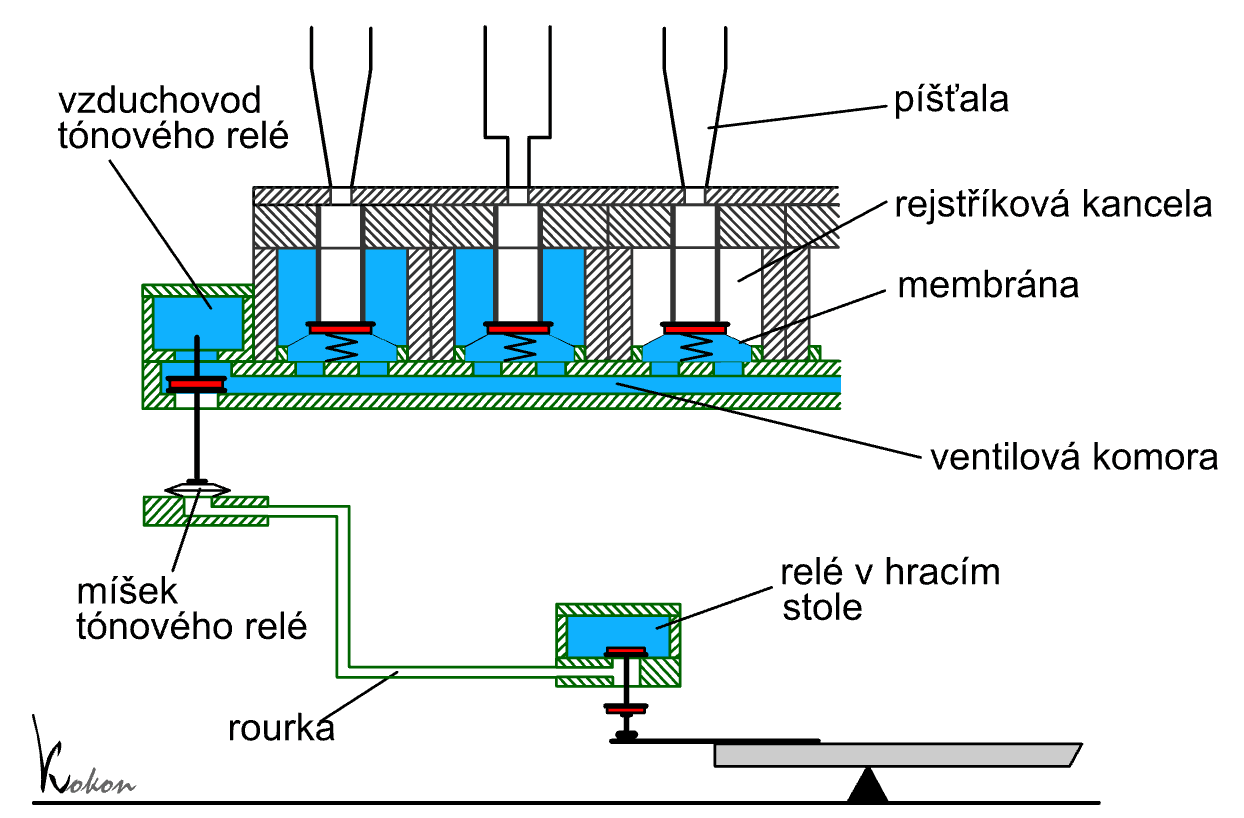 vzduchovod
tónového relé
píšťala
rejstříková kancela
membrána
ventilová komora
míšek
tónového relé
relé v hracím
stole
rourka
Kokon